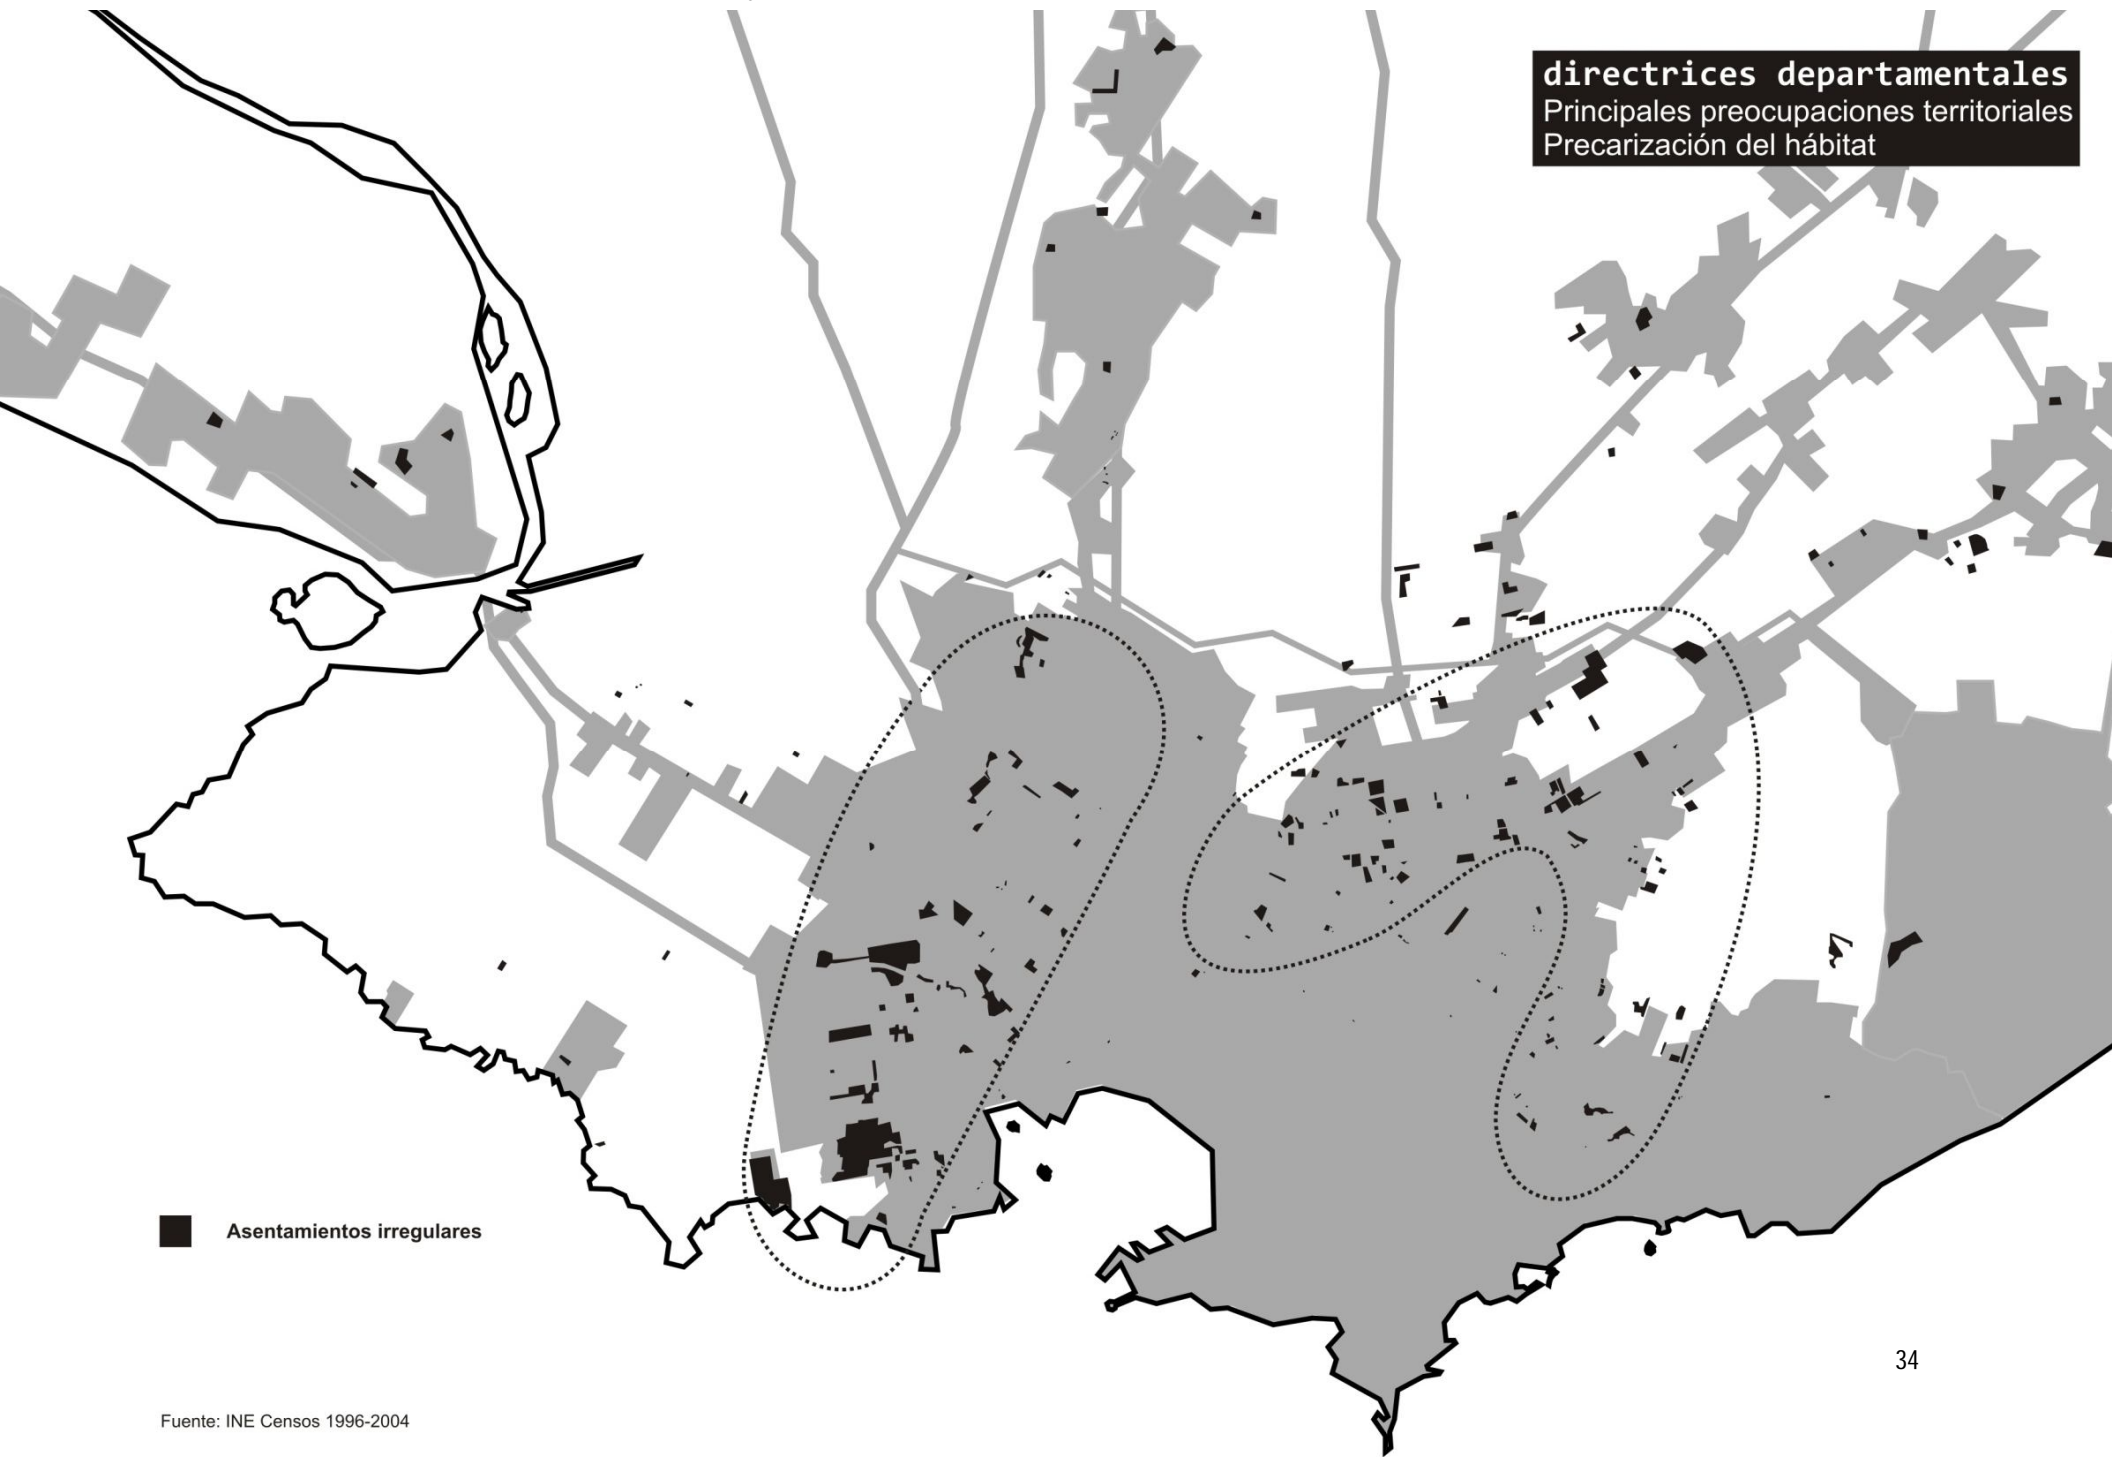 directrices departamentales
Principales preocupaciones territoriales
Precarización del hábitat
Asentamientos irregulares
34
Fuente: INE Censos 1996-2004